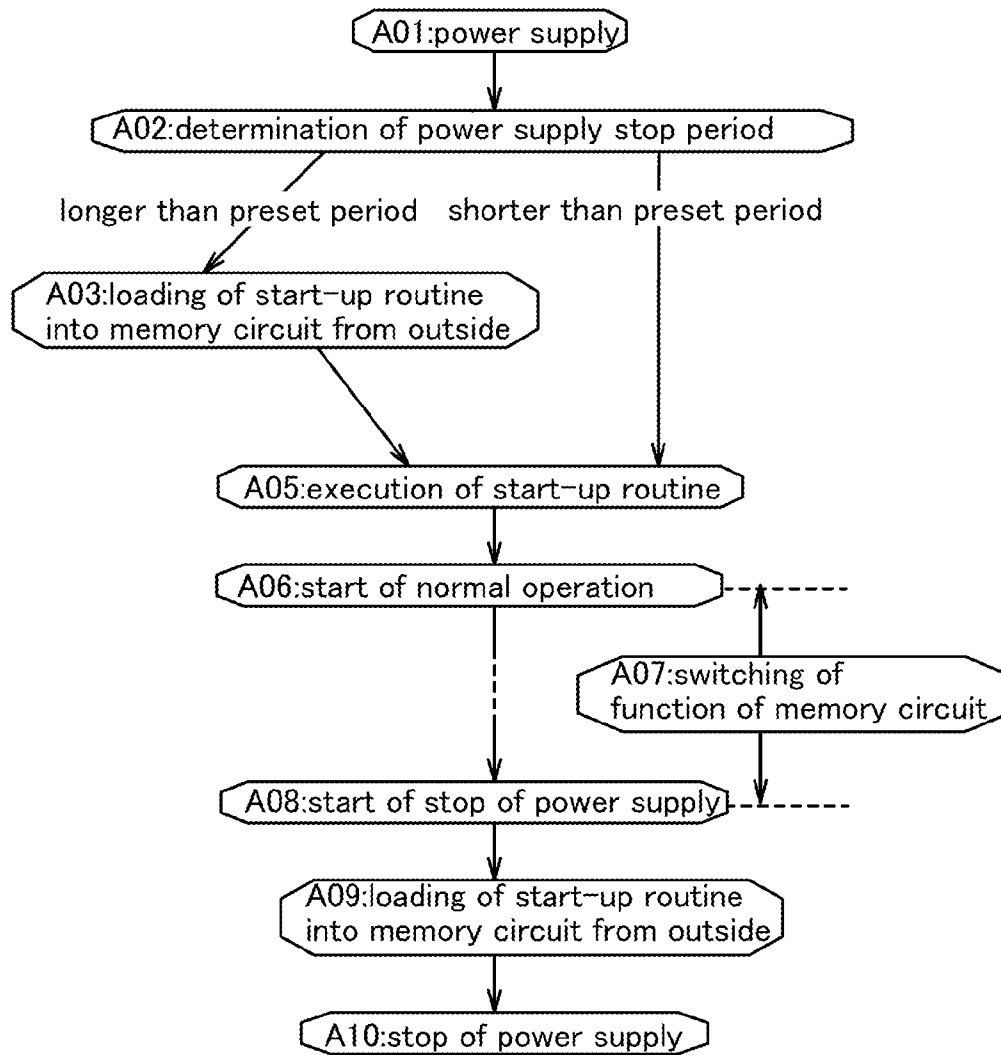 A01:power supply
A02:determination of power supply stop period
longer than preset period
shorter than preset period
A03:loading of start-up routine
into memory circuit from outside
A05:execution of start-up routine
A06:start of normal operation
A07:switching of
function of memory circuit
A08:start of stop of power supply
A09:loading of start-up routine
into memory circuit from outside
A10:stop of power supply